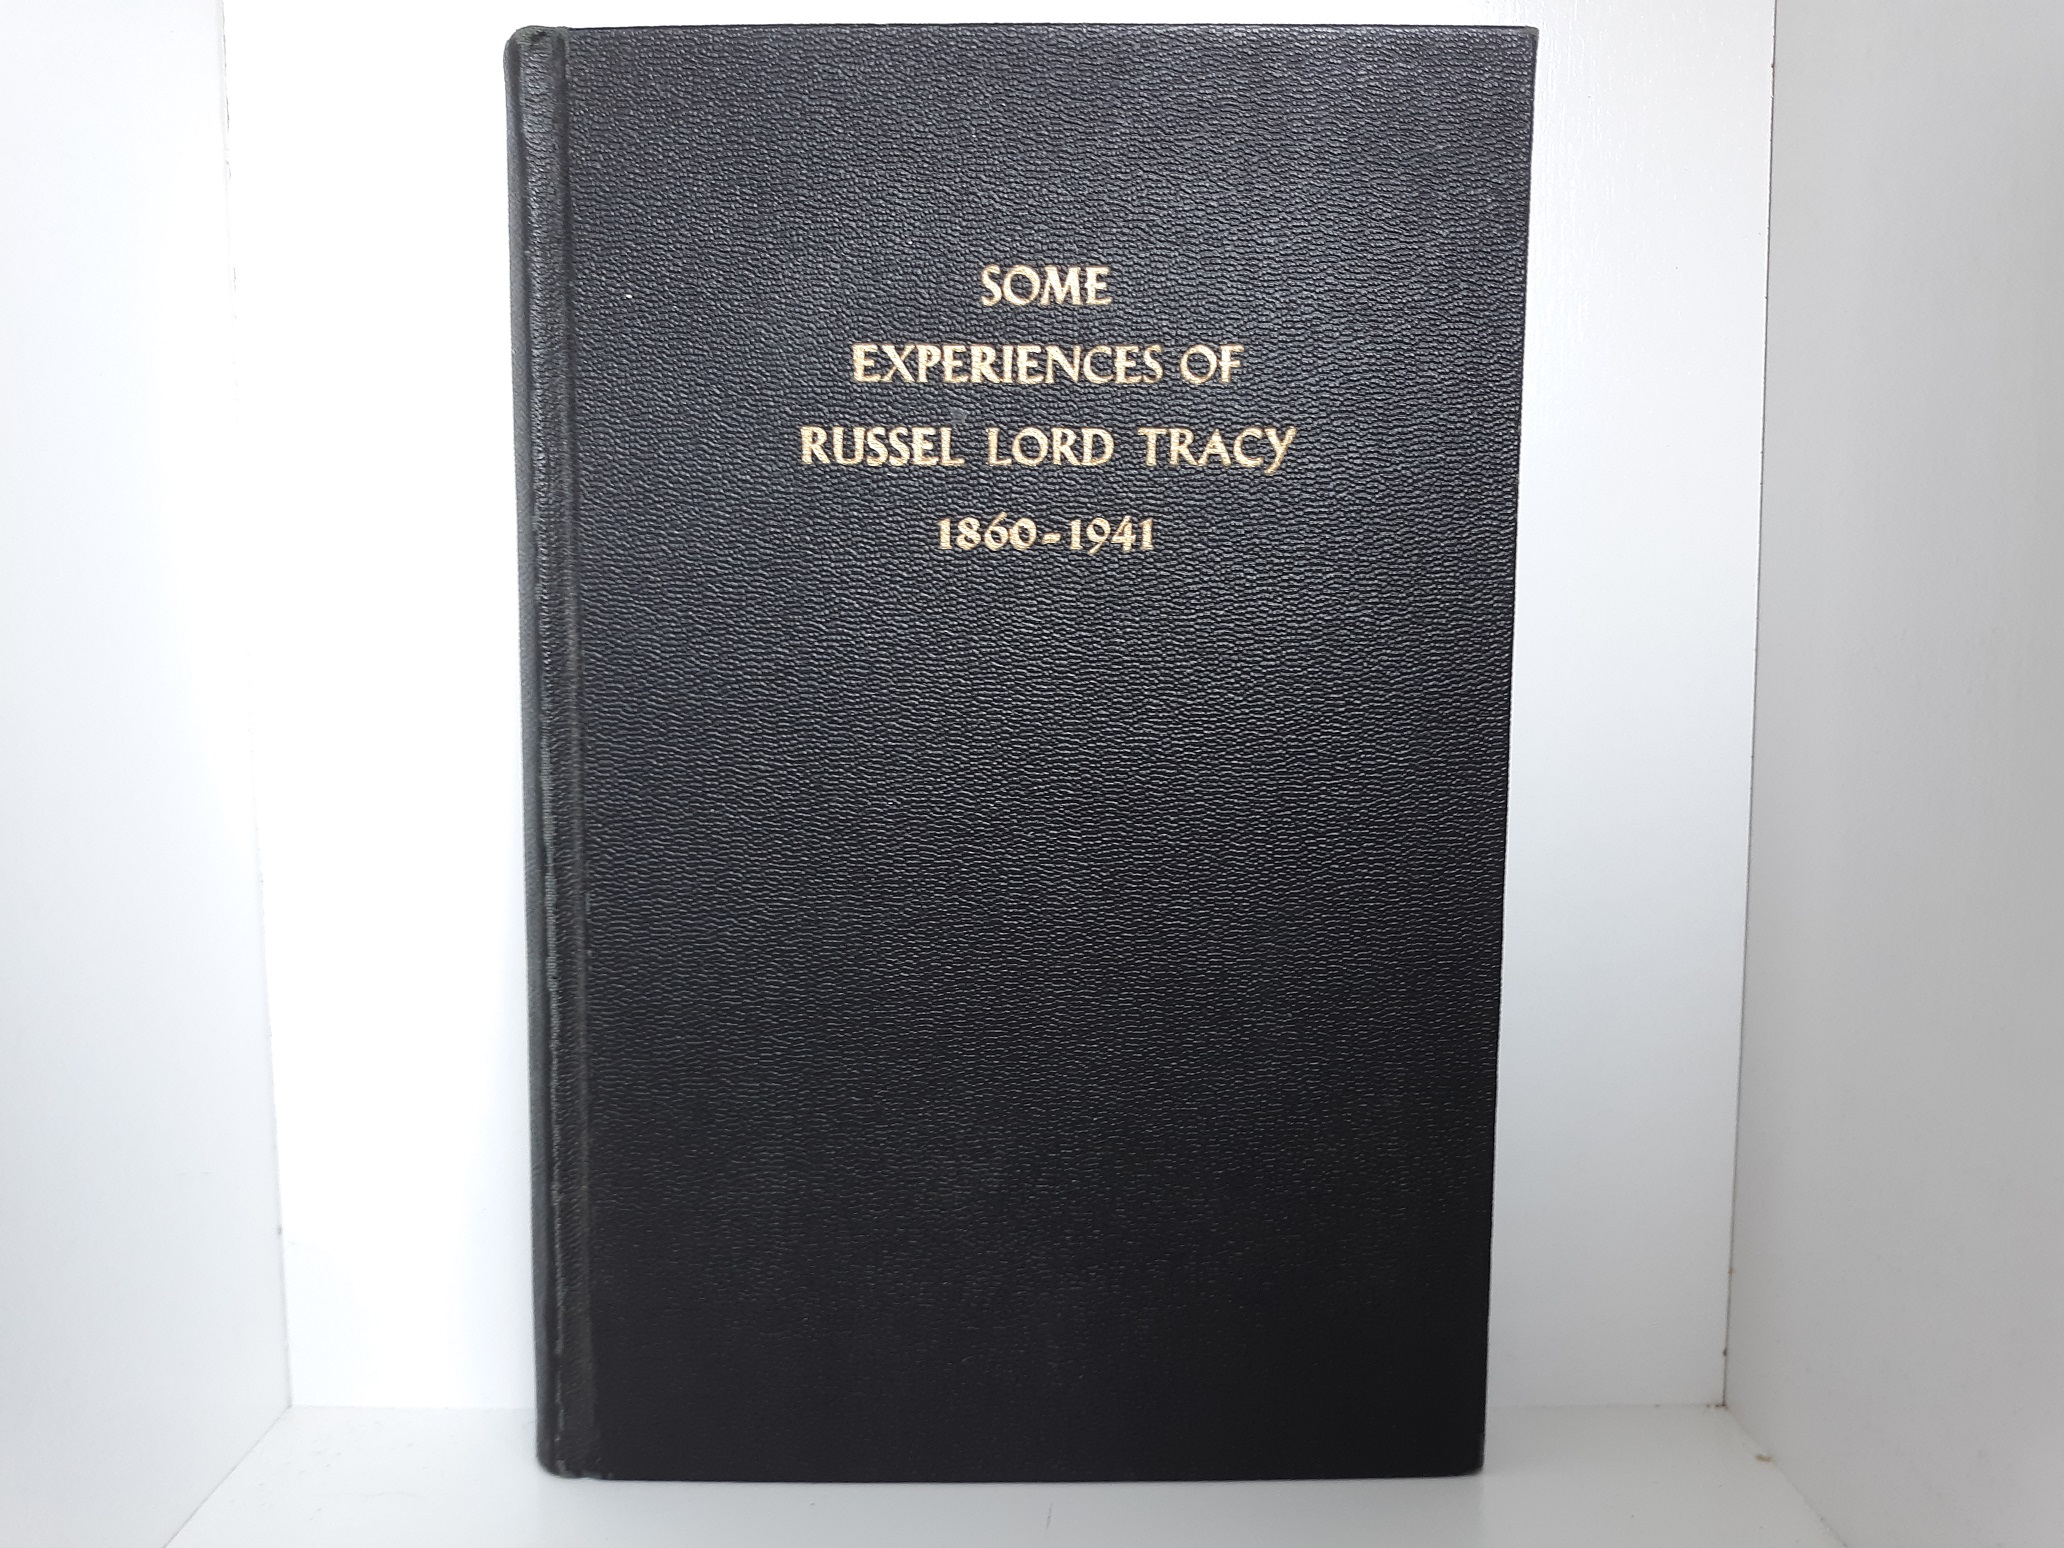 SOME
EXPERIENCES OF
RUSSEL LORD TRACY
1860-1941